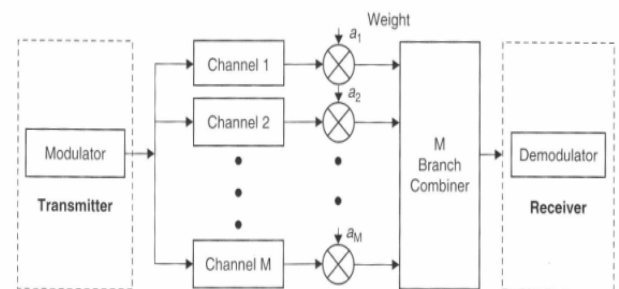 Weight
a1
Channel 1
a2
Channel 2
Modulator
Transmitter
M
Branch
Combiner
Demodulator
Receiver
aM
Channel M